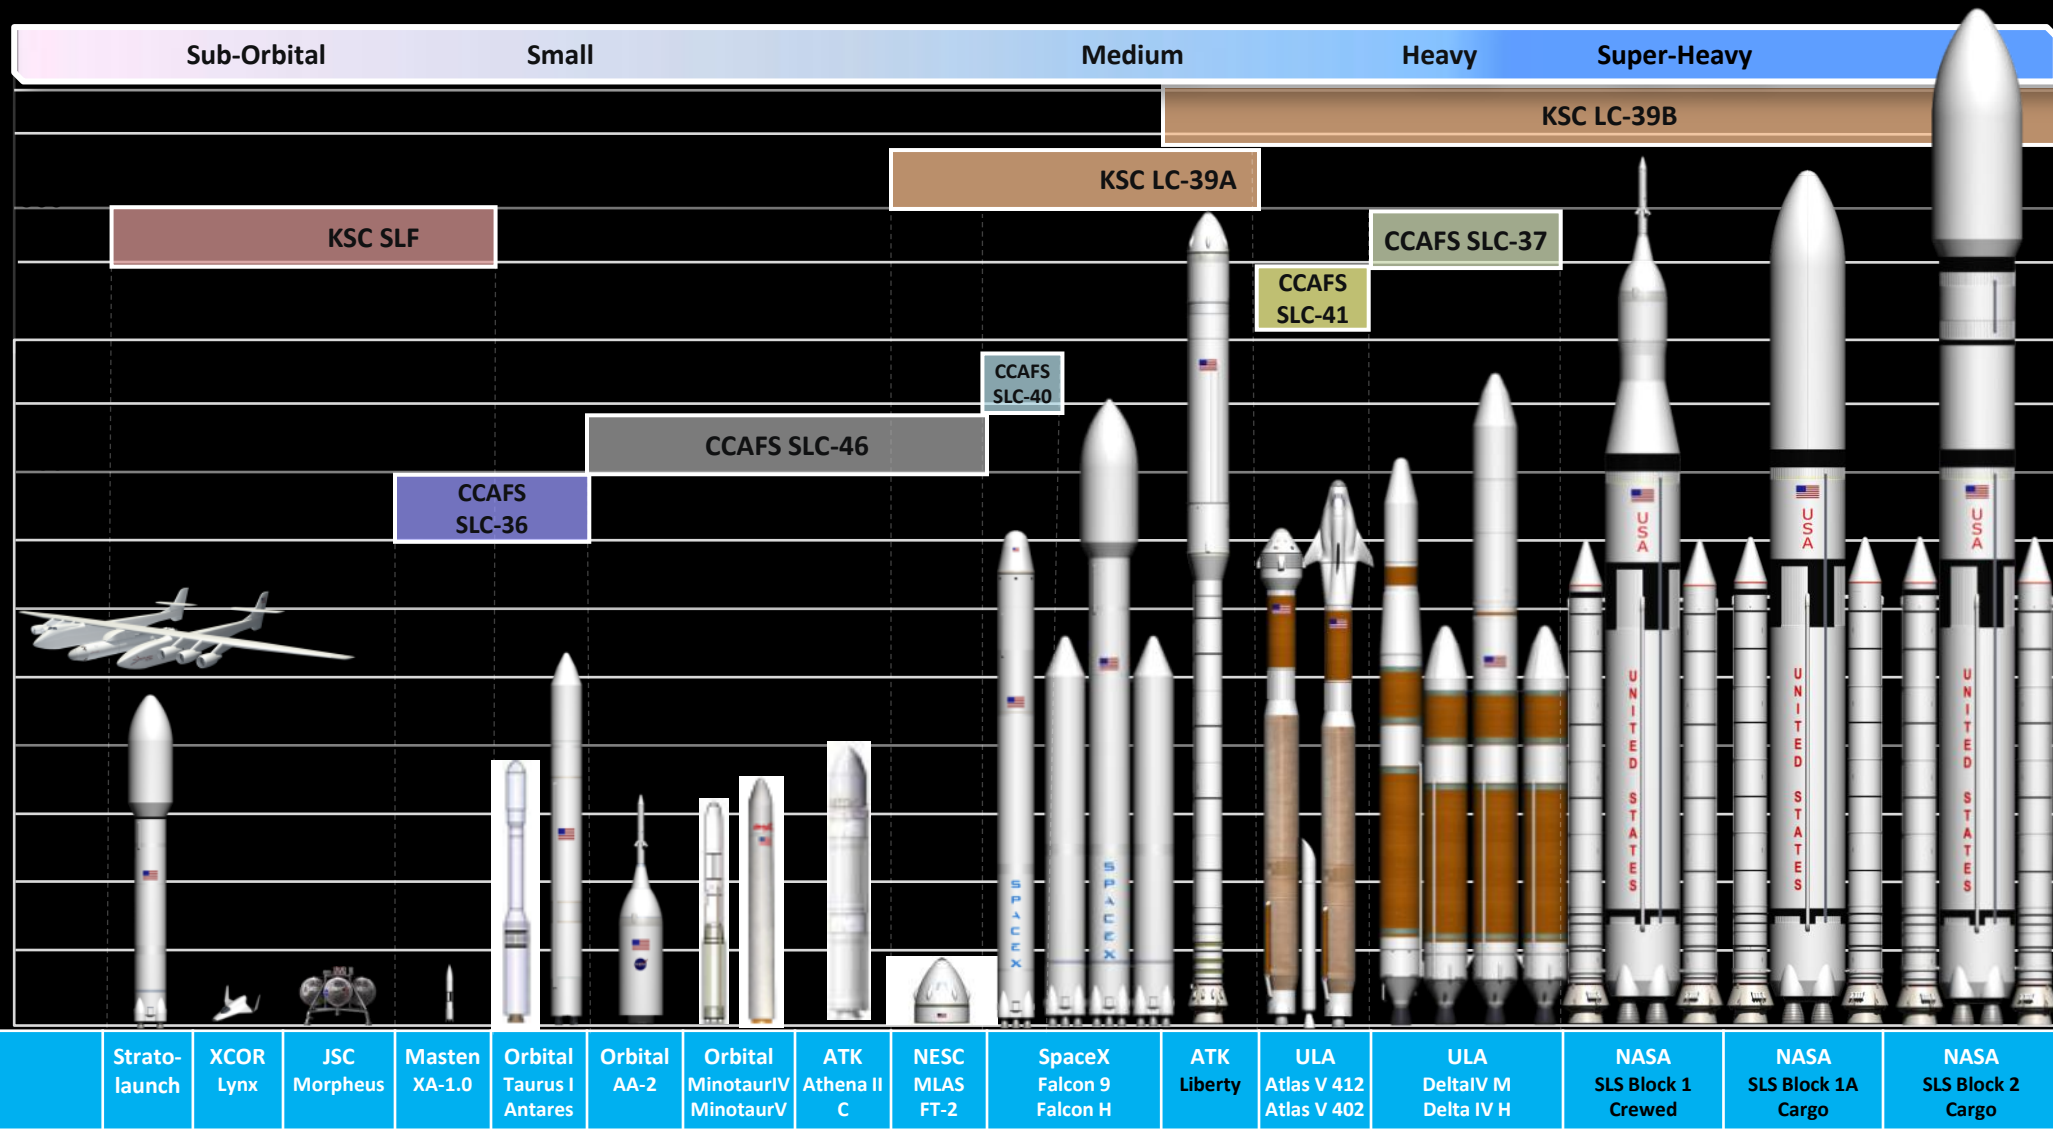 Sub-Orbital
Small
Medium
Heavy
Super-Heavy
KSC LC-39B
KSC LC-39A
KSC SLF
CCAFS SLC-37
CCAFS
SLC-41
CCAFS
SLC-40
CCAFS SLC-46
CCAFS
SLC-36
USA
USA
USA
UNITED STATES
UNITED STATES
UNITED STATES
SPACEX
SPACEX
Strato-
launch
XCOR
Lynx
JSC
Morpheus
Masten
XA-1.0
Orbital
Taurus I
Antares
Orbital
AA-2
Orbital
MinotaurIV
MinotaurV
ATK
Athena II
C
NESC
MLAS
FT-2
SpaceX
Falcon 9
Falcon H
ATK
Liberty
ULA
Atlas V 412
Atlas V 402
ULA
DeltaIV M
Delta IV H
NASA
SLS Block 1
Crewed
NASA
SLS Block 1A
Cargo
NASA
SLS Block 2
Cargo